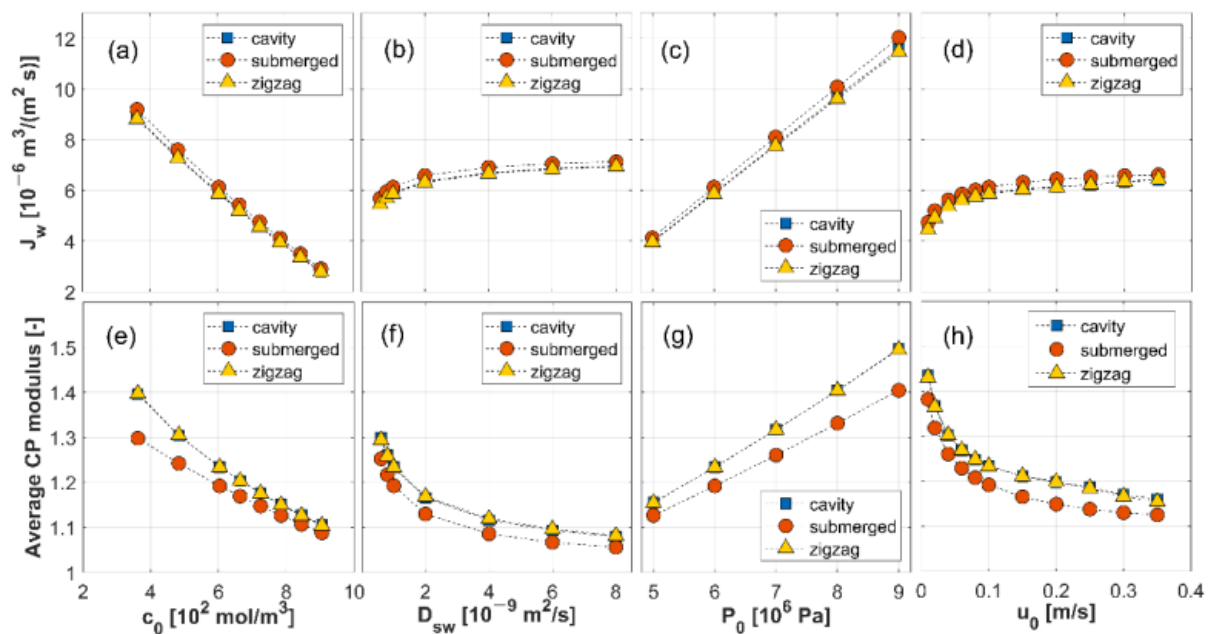 J_w [10^−6 m^3/(m^2 s)]
12
10
8
6
4
2
(a)
cavity
submerged
zigzag
(b)
cavity
submerged
zigzag
(c)
cavity
submerged
zigzag
(d)
cavity
submerged
zigzag
Average CP modulus [-]
1.5
1.4
1.3
1.2
1.1
1
(e)
cavity
submerged
zigzag
(f)
cavity
submerged
zigzag
(g)
cavity
submerged
zigzag
(h)
cavity
submerged
zigzag
2 4 6 8 10
c_0 [10^2 mol/m^3]
2 4 6 8
D_sw [10^−9 m^2/s]
5 6 7 8 9
P_0 [10^6 Pa]
0.1 0.2 0.3 0.4
u_0 [m/s]